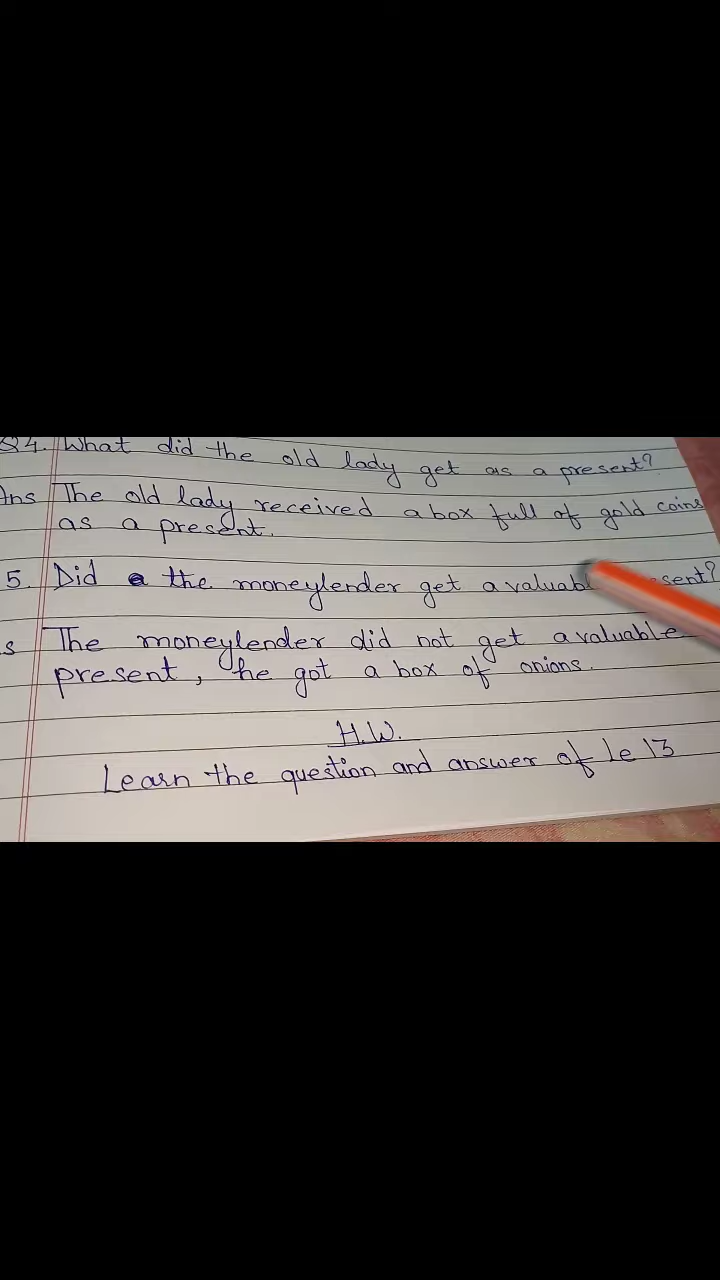 Q4. What did the old lady get as a present?
Ans The old lady received a box full of gold coins
as a present.
5. Did the moneylender get a valuab sent?
s The moneylender did not get a valuable
present, he got a box of onions.
H.W.
Learn the question and answer of le 13